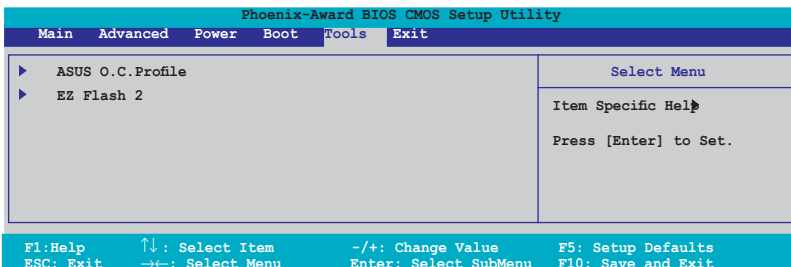 Phoenix-Award BIOS CMOS Setup Utility
Main Advanced Power Boot Tools Exit
ASUS O.C.Profile
EZ Flash 2
Select Menu
Item Specific Help
Press [Enter] to Set.
F1:Help ↑↓: Select Item -/+: Change Value F5: Setup Defaults
ESC: Exit →←: Select Menu Enter: Select SubMenu F10: Save and Exit